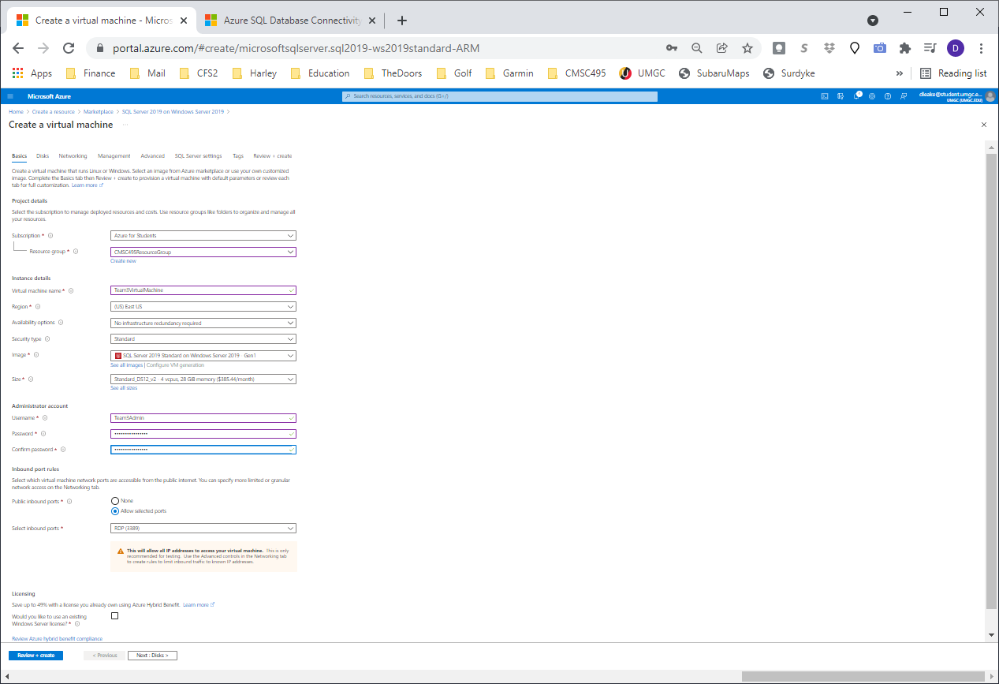 Create a virtual machine - Micros
Azure SQL Database Connectivity
portal.azure.com/#create/microsoftsqlserver.sql2019-ws2019standard-ARM
S
D
Apps Finance Mail CFS2 Harley Education TheDoors Golf Garmin CMSC495 UMGC SubaruMaps Surdyke » Reading list
Microsoft Azure
Search resources, services, and docs (G+/)
dleake@student.umgc.e...
UMGC (UMGC.EDU)
Home > Create a resource > Marketplace > SQL Server 2019 on Windows Server 2019 >
Create a virtual machine ...
Basics Disks Networking Management Advanced SQL Server settings Tags Review + create
Create a virtual machine that runs Linux or Windows. Select an image from Azure marketplace or use your own customized
image. Complete the Basics tab then Review + create to provision a virtual machine with default parameters or review each
tab for full customization. Learn more
Project details
Select the subscription to manage deployed resources and costs. Use resource groups like folders to organize and manage all
your resources.
Subscription *
Azure for Students
Resource group *
CMSC495ResourceGroup
Create new
Instance details
Virtual machine name *
Team3VirtualMachine
Region *
(US) East US
Availability options
No infrastructure redundancy required
Security type
Standard
Image *
SQL Server 2019 Standard on Windows Server 2019 - Gen1
See all images | Configure VM generation
Size *
Standard_DS12_v2 - 4 vcpus, 28 GiB memory ($385.44/month)
See all sizes
Administrator account
Username *
Team3Admin
Password *
Confirm password *
Inbound port rules
Select which virtual machine network ports are accessible from the public internet. You can specify more limited or granular
network access on the Networking tab.
Public inbound ports *
None
Allow selected ports
Select inbound ports *
RDP (3389)
This will allow all IP addresses to access your virtual machine. This is only
recommended for testing. Use the Advanced controls in the Networking tab
to create rules to limit inbound traffic to known IP addresses.
Licensing
Save up to 49% with a license you already own using Azure Hybrid Benefit. Learn more
Would you like to use an existing
Windows Server license? *
Review Azure hybrid benefit compliance
Review + create < Previous Next : Disks >